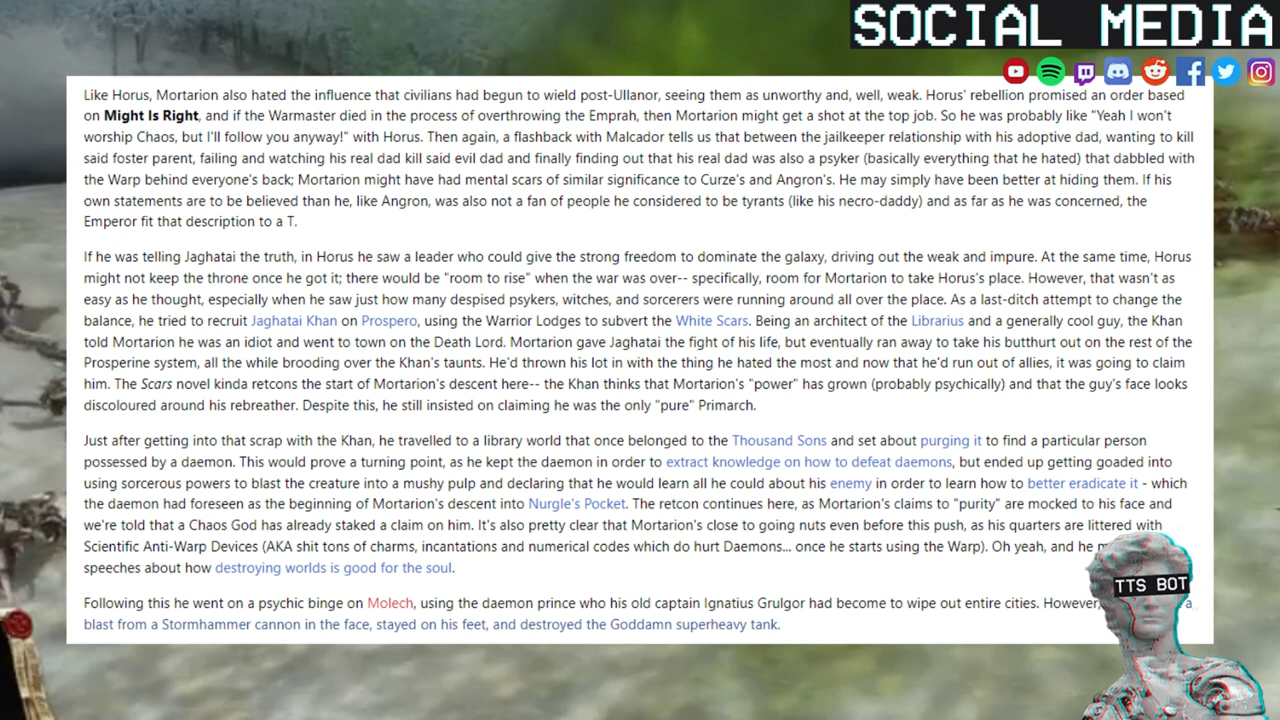 SOCIAL MEDIA
Like Horus, Mortarion also hated the influence that civilians had begun to wield post-Ullanor, seeing them as unworthy and, well, weak. Horus' rebellion promised an order based
on Might Is Right, and if the Warmaster died in the process of overthrowing the Emprah, then Mortarion might get a shot at the top job. So he was probably like "Yeah I won't
worship Chaos, but I'll follow you anyway!" with Horus. Then again, a flashback with Malcador tells us that between the jailkeeper relationship with his adoptive dad, wanting to kill
said foster parent, failing and watching his real dad kill said evil dad and finally finding out that his real dad was also a psyker (basically everything that he hated) that dabbled with
the Warp behind everyone's back; Mortarion might have had mental scars of similar significance to Curze's and Angron's. He may simply have been better at hiding them. If his
own statements are to be believed than he, like Angron, was also not a fan of people he considered to be tyrants (like his necro-daddy) and as far as he was concerned, the
Emperor fit that description to a T.
If he was telling Jaghatai the truth, in Horus he saw a leader who could give the strong freedom to dominate the galaxy, driving out the weak and impure. At the same time, Horus
might not keep the throne once he got it; there would be "room to rise" when the war was over-- specifically, room for Mortarion to take Horus's place. However, that wasn't as
easy as he thought, especially when he saw just how many despised psykers, witches, and sorcerers were running around all over the place. As a last-ditch attempt to change the
balance, he tried to recruit Jaghatai Khan on Prospero, using the Warrior Lodges to subvert the White Scars. Being an architect of the Librarius and a generally cool guy, the Khan
told Mortarion he was an idiot and went to town on the Death Lord. Mortarion gave Jaghatai the fight of his life, but eventually ran away to take his butthurt out on the rest of the
Prosperine system, all the while brooding over the Khan's taunts. He'd thrown his lot in with the thing he hated the most and now that he'd run out of allies, it was going to claim
him. The Scars novel kinda retcons the start of Mortarion's descent here-- the Khan thinks that Mortarion's "power" has grown (probably psychically) and that the guy's face looks
discoloured around his rebreather. Despite this, he still insisted on claiming he was the only "pure" Primarch.
Just after getting into that scrap with the Khan, he travelled to a library world that once belonged to the Thousand Sons and set about purging it to find a particular person
possessed by a daemon. This would prove a turning point, as he kept the daemon in order to extract knowledge on how to defeat daemons, but ended up getting goaded into
using sorcerous powers to blast the creature into a mushy pulp and declaring that he would learn all he could about his enemy in order to learn how to better eradicate it - which
the daemon had foreseen as the beginning of Mortarion's descent into Nurgle's Pocket. The retcon continues here, as Mortarion's claims to "purity" are mocked to his face and
we're told that a Chaos God has already staked a claim on him. It's also pretty clear that Mortarion's close to going nuts even before this push, as his quarters are littered with
Scientific Anti-Warp Devices (AKA shit tons of charms, incantations and numerical codes which do hurt Daemons... once he starts using the Warp). Oh yeah, and he
speeches about how destroying worlds is good for the soul.
Following this he went on a psychic binge on Molech, using the daemon prince who his old captain Ignatius Grulgor had become to wipe out entire cities. However,
blast from a Stormhammer cannon in the face, stayed on his feet, and destroyed the Goddamn superheavy tank.
TTS BOT